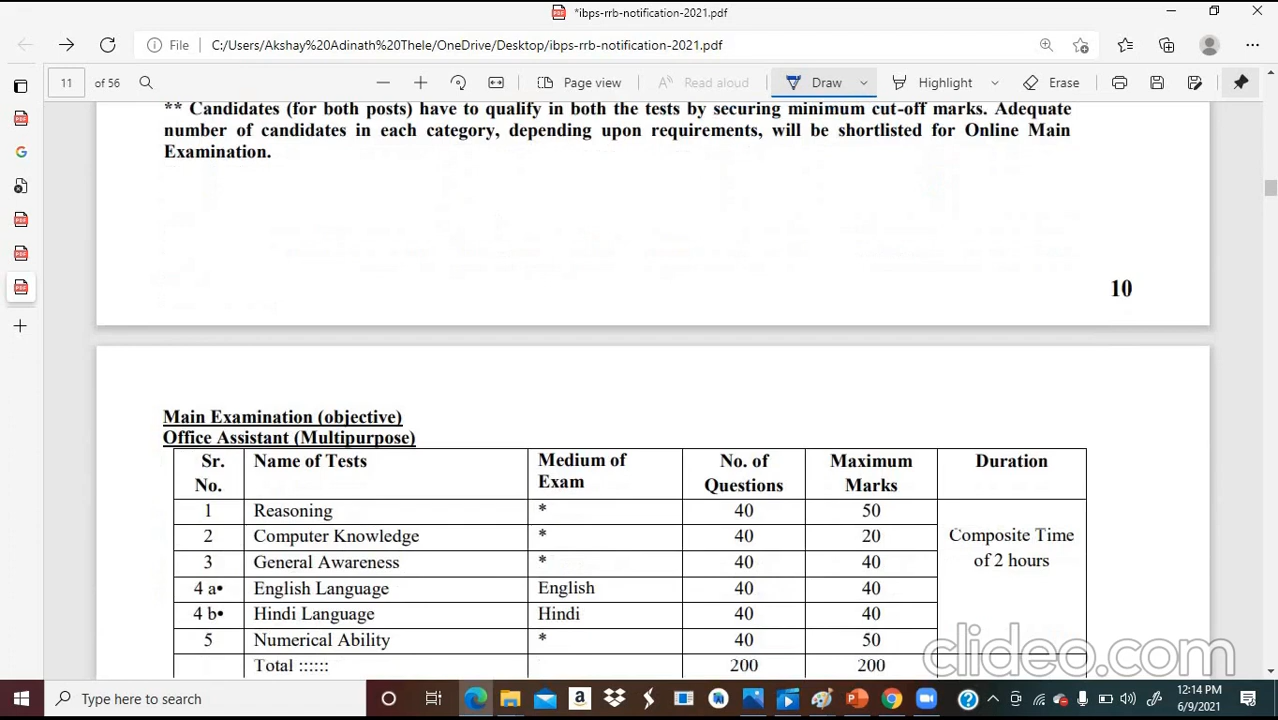 *ibps-rrb-notification-2021.pdf
File C:/Users/Akshay%20Adinath%20Thele/OneDrive/Desktop/ibps-rrb-notification-2021.pdf
11 of 56 Page view Read aloud Draw Highlight Erase
** Candidates (for both posts) have to qualify in both the tests by securing minimum cut-off marks. Adequate
number of candidates in each category, depending upon requirements, will be shortlisted for Online Main
Examination.
10
Main Examination (objective)
Office Assistant (Multipurpose)
Sr. No. Name of Tests Medium of Exam No. of Questions Maximum Marks Duration
1 Reasoning * 40 50 Composite Time of 2 hours
2 Computer Knowledge * 40 20
3 General Awareness * 40 40
4 a• English Language English 40 40
4 b• Hindi Language Hindi 40 40
5 Numerical Ability * 40 50
Total :::::: 200 200
clideo.com
Type here to search
12:14 PM
6/9/2021